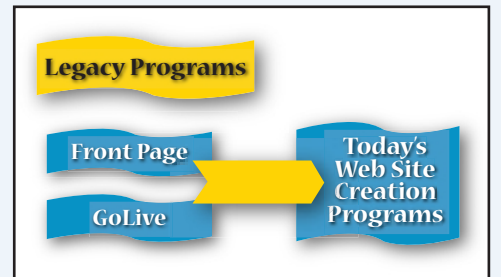 Legacy Programs
Front Page
GoLive
Today's
Web Site
Creation
Programs